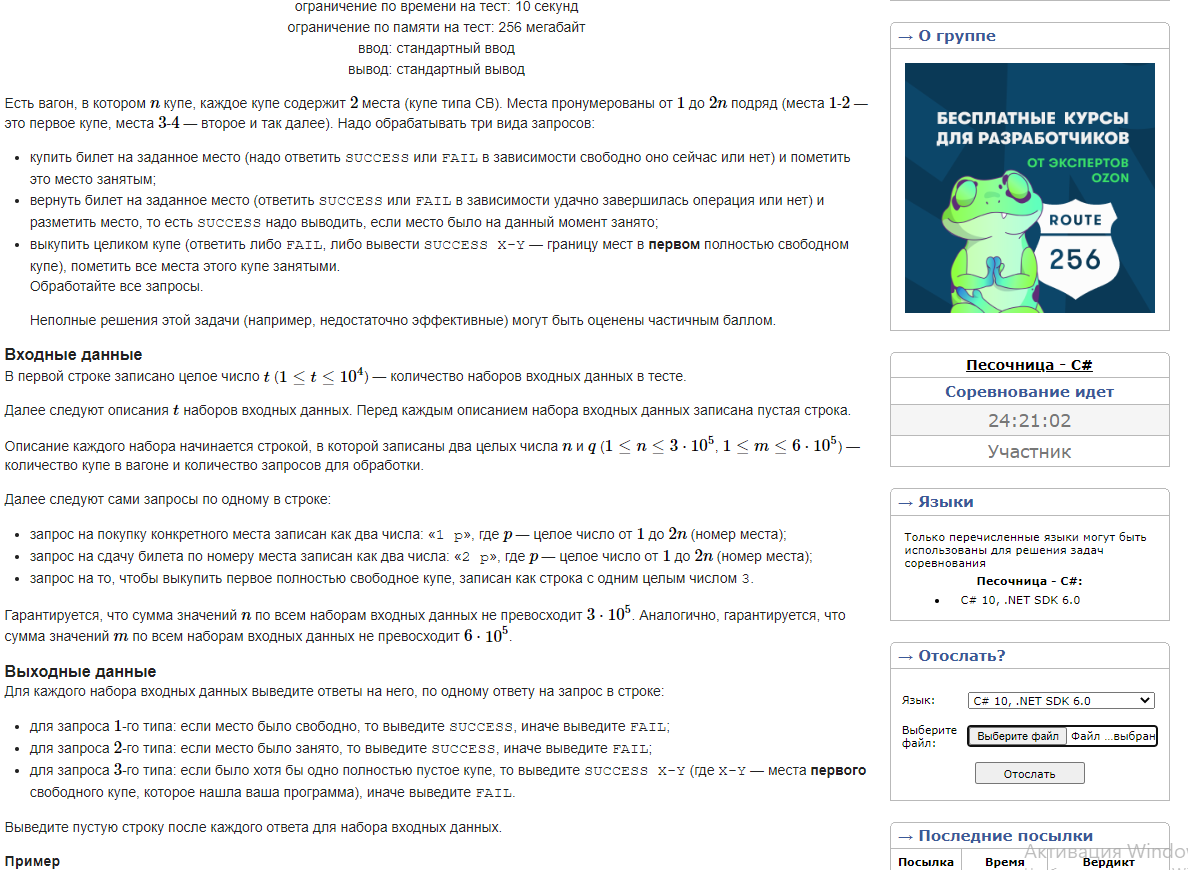 ограничение по времени на тест: 10 секунд
ограничение по памяти на тест: 256 мегабайт
ввод: стандартный ввод
вывод: стандартный вывод
Есть вагон, в котором n купе, каждое купе содержит 2 места (купе типа СВ). Места пронумерованы от 1 до 2n подряд (места 1-2 —
это первое купе, места 3-4 — второе и так далее). Надо обрабатывать три вида запросов:
• купить билет на заданное место (надо ответить SUCCESS или FAIL в зависимости свободно оно сейчас или нет) и пометить
это место занятым;
• вернуть билет на заданное место (ответить SUCCESS или FAIL в зависимости удачно завершилась операция или нет) и
разметить место, то есть SUCCESS надо выводить, если место было на данный момент занято;
• выкупить целиком купе (ответить либо FAIL, либо вывести SUCCESS X-Y — границу мест в первом полностью свободном
купе), пометить все места этого купе занятыми.
Обработайте все запросы.
Неполные решения этой задачи (например, недостаточно эффективные) могут быть оценены частичным баллом.
Входные данные
В первой строке записано целое число t (1 ≤ t ≤ 10⁴) — количество наборов входных данных в тесте.
Далее следуют описания t наборов входных данных. Перед каждым описанием набора входных данных записана пустая строка.
Описание каждого набора начинается строкой, в которой записаны два целых числа n и q (1 ≤ n ≤ 3 · 10⁵, 1 ≤ m ≤ 6 · 10⁵) —
количество купе в вагоне и количество запросов для обработки.
Далее следуют сами запросы по одному в строке:
• запрос на покупку конкретного места записан как два числа: «1 p», где p — целое число от 1 до 2n (номер места);
• запрос на сдачу билета по номеру места записан как два числа: «2 p», где p — целое число от 1 до 2n (номер места);
• запрос на то, чтобы выкупить первое полностью свободное купе, записан как строка с одним целым числом 3.
Гарантируется, что сумма значений n по всем наборам входных данных не превосходит 3 · 10⁵. Аналогично, гарантируется, что
сумма значений m по всем наборам входных данных не превосходит 6 · 10⁵.
Выходные данные
Для каждого набора входных данных выведите ответы на него, по одному ответу на запрос в строке:
• для запроса 1-го типа: если место было свободно, то выведите SUCCESS, иначе выведите FAIL;
• для запроса 2-го типа: если место было занято, то выведите SUCCESS, иначе выведите FAIL;
• для запроса 3-го типа: если было хотя бы одно полностью пустое купе, то выведите SUCCESS X-Y (где X-Y — места первого
свободного купе, которое нашла ваша программа), иначе выведите FAIL.
Выведите пустую строку после каждого ответа для набора входных данных.
Пример
→ О группе
БЕСПЛАТНЫЕ КУРСЫ
ДЛЯ РАЗРАБОТЧИКОВ
ОТ ЭКСПЕРТОВ
OZON
ROUTE
256
Песочница - C#
Соревнование идет
24:21:02
Участник
→ Языки
Только перечисленные языки могут быть
использованы для решения задач
соревнования
Песочница - C#:
• C# 10, .NET SDK 6.0
→ Отослать?
Язык: C# 10, .NET SDK 6.0
Выберите
файл: Выберите файл Файл ...выбран
Отослать
→ Последние посылки
Активация Window
Посылка Время Вердикт